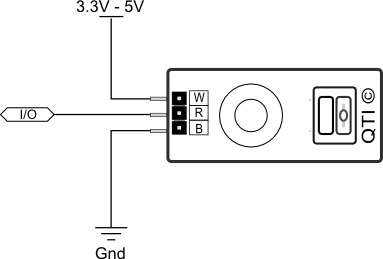 3.3V - 5V
W
I/O
R
B
QTI ©
Gnd